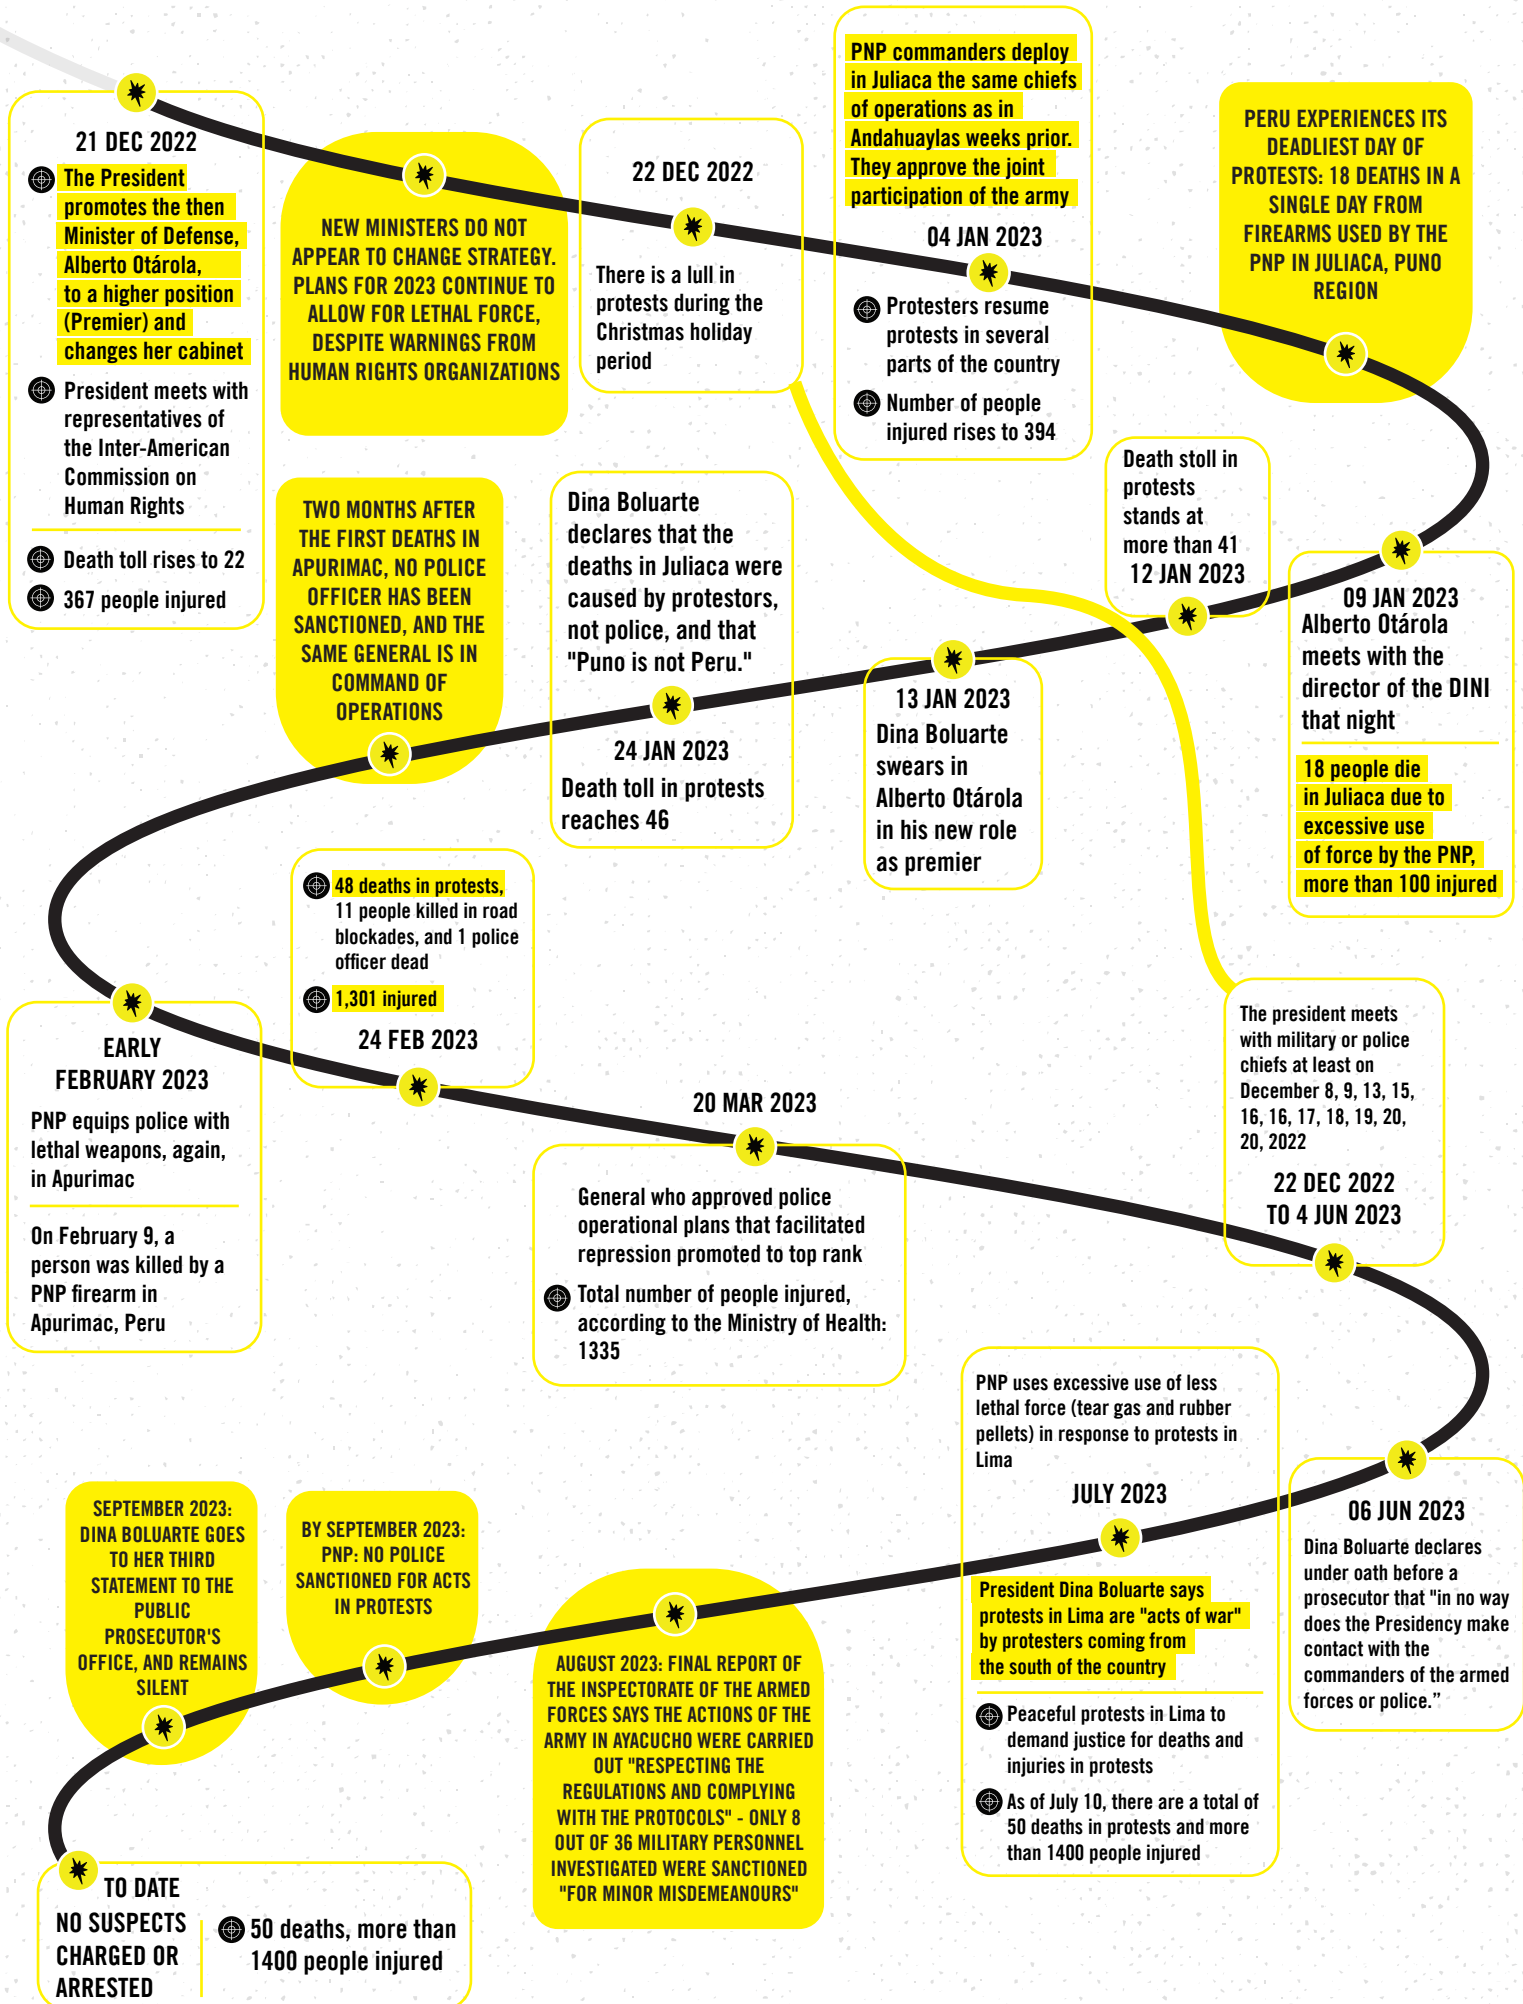 21 DEC 2022
The President
promotes the then
Minister of Defense,
Alberto Otárola,
to a higher position
(Premier) and
changes her cabinet
President meets with
representatives of
the Inter-American
Commission on
Human Rights
Death toll rises to 22
367 people injured
NEW MINISTERS DO NOT
APPEAR TO CHANGE STRATEGY.
PLANS FOR 2023 CONTINUE TO
ALLOW FOR LETHAL FORCE,
DESPITE WARNINGS FROM
HUMAN RIGHTS ORGANIZATIONS
22 DEC 2022
There is a lull in
protests during the
Christmas holiday
period
PNP commanders deploy
in Juliaca the same chiefs
of operations as in
Andahuaylas weeks prior.
They approve the joint
participation of the army
04 JAN 2023
Protesters resume
protests in several
parts of the country
Number of people
injured rises to 394
PERU EXPERIENCES ITS
DEADLIEST DAY OF
PROTESTS: 18 DEATHS IN A
SINGLE DAY FROM
FIREARMS USED BY THE
PNP IN JULIACA, PUNO
REGION
09 JAN 2023
Alberto Otárola
meets with the
director of the DINI
that night
18 people die
in Juliaca due to
excessive use
of force by the PNP,
more than 100 injured
Death stoll in
protests
stands at
more than 41
12 JAN 2023
13 JAN 2023
Dina Boluarte
swears in
Alberto Otárola
in his new role
as premier
Dina Boluarte
declares that the
deaths in Juliaca were
caused by protestors,
not police, and that
"Puno is not Peru."
24 JAN 2023
Death toll in protests
reaches 46
TWO MONTHS AFTER
THE FIRST DEATHS IN
APURIMAC, NO POLICE
OFFICER HAS BEEN
SANCTIONED, AND THE
SAME GENERAL IS IN
COMMAND OF
OPERATIONS
EARLY
FEBRUARY 2023
PNP equips police with
lethal weapons, again,
in Apurimac
On February 9, a
person was killed by a
PNP firearm in
Apurimac, Peru
48 deaths in protests,
11 people killed in road
blockades, and 1 police
officer dead
1,301 injured
24 FEB 2023
20 MAR 2023
General who approved police
operational plans that facilitated
repression promoted to top rank
Total number of people injured,
according to the Ministry of Health:
1335
The president meets
with military or police
chiefs at least on
December 8, 9, 13, 15,
16, 16, 17, 18, 19, 20,
20, 2022
22 DEC 2022
TO 4 JUN 2023
06 JUN 2023
Dina Boluarte declares
under oath before a
prosecutor that "in no way
does the Presidency make
contact with the
commanders of the armed
forces or police.”
PNP uses excessive use of less
lethal force (tear gas and rubber
pellets) in response to protests in
Lima
JULY 2023
President Dina Boluarte says
protests in Lima are "acts of war"
by protesters coming from
the south of the country
Peaceful protests in Lima to
demand justice for deaths and
injuries in protests
As of July 10, there are a total of
50 deaths in protests and more
than 1400 people injured
AUGUST 2023: FINAL REPORT OF
THE INSPECTORATE OF THE ARMED
FORCES SAYS THE ACTIONS OF THE
ARMY IN AYACUCHO WERE CARRIED
OUT "RESPECTING THE
REGULATIONS AND COMPLYING
WITH THE PROTOCOLS" - ONLY 8
OUT OF 36 MILITARY PERSONNEL
INVESTIGATED WERE SANCTIONED
"FOR MINOR MISDEMEANOURS"
BY SEPTEMBER 2023:
PNP: NO POLICE
SANCTIONED FOR ACTS
IN PROTESTS
SEPTEMBER 2023:
DINA BOLUARTE GOES
TO HER THIRD
STATEMENT TO THE
PUBLIC
PROSECUTOR'S
OFFICE, AND REMAINS
SILENT
TO DATE
NO SUSPECTS
CHARGED OR
ARRESTED
50 deaths, more than
1400 people injured